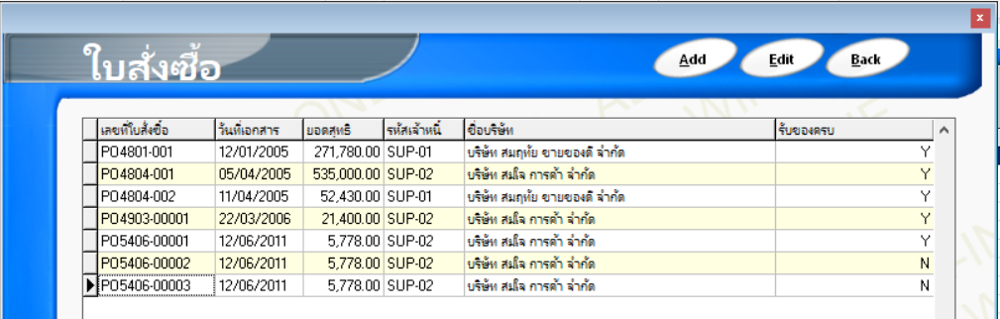 x
ใบสั่งซื้อ
Add Edit Back
เลขที่ใบสั่งซื้อ วันที่เอกสาร ยอดสุทธิ รหัสเจ้าหนี้ ชื่อบริษัท รับของครบ
PO4801-001 12/01/2005 271,780.00 SUP-01 บริษัท สมฤทัย ขายของดี จำกัด Y
PO4804-001 05/04/2005 535,000.00 SUP-02 บริษัท สมใจ การค้า จำกัด Y
PO4804-002 11/04/2005 52,430.00 SUP-01 บริษัท สมฤทัย ขายของดี จำกัด Y
PO4903-00001 22/03/2006 21,400.00 SUP-02 บริษัท สมใจ การค้า จำกัด Y
PO5406-00001 12/06/2011 5,778.00 SUP-02 บริษัท สมใจ การค้า จำกัด Y
PO5406-00002 12/06/2011 5,778.00 SUP-02 บริษัท สมใจ การค้า จำกัด N
PO5406-00003 12/06/2011 5,778.00 SUP-02 บริษัท สมใจ การค้า จำกัด N